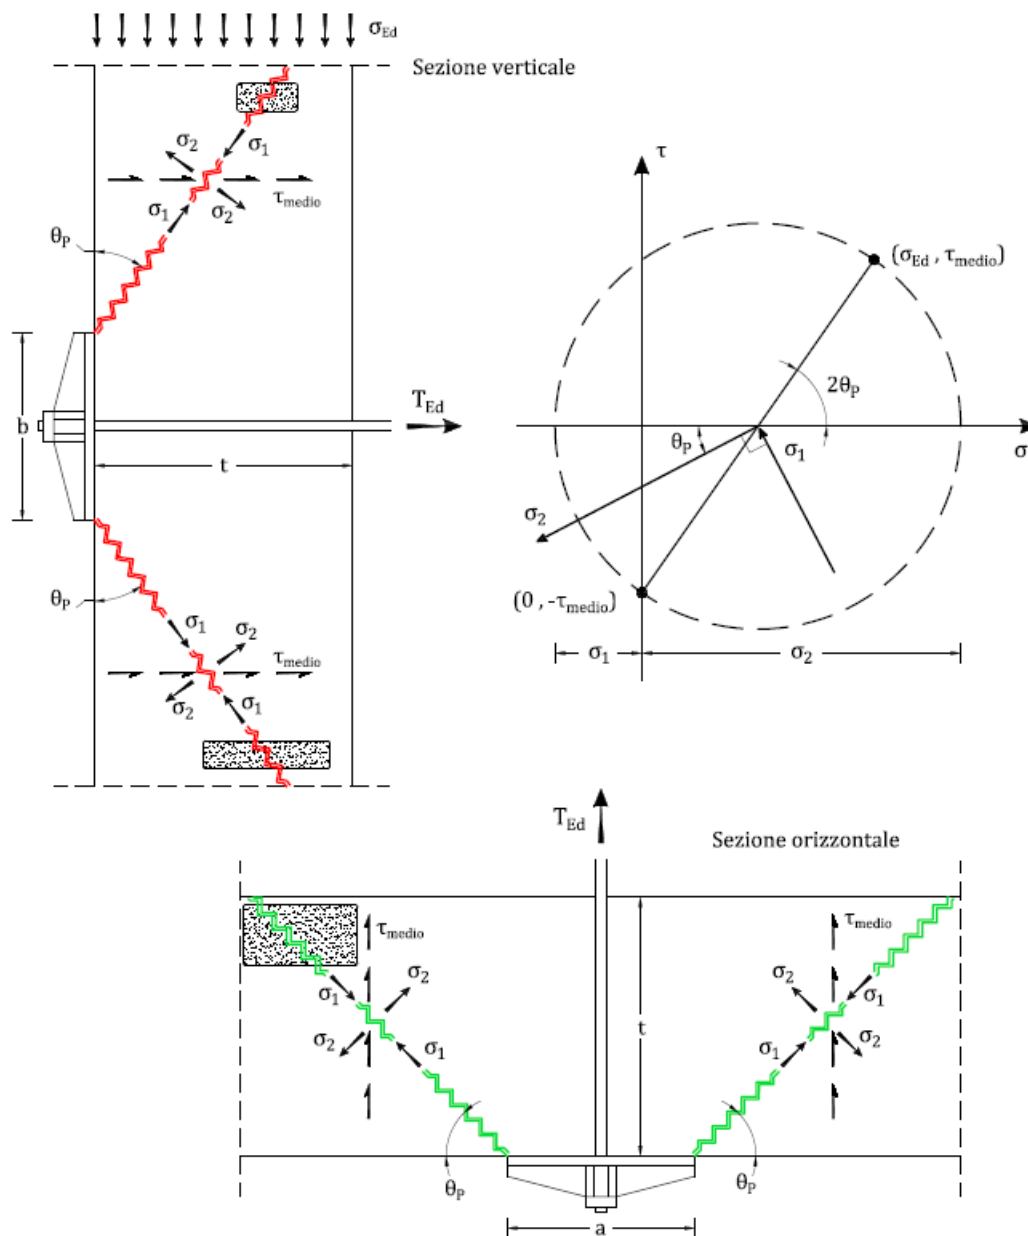 σEd
Sezione verticale
σ2
σ1
τmedio
σ1
σ2
θP
b
TEd
t
θP
σ1
σ2
τmedio
σ2
σ1
τ
(σEd , τmedio)
2θP
θP
σ1
σ
σ2
(0 , -τmedio)
σ1
σ2
TEd
Sezione orizzontale
τmedio
τmedio
σ2
σ2
σ1
σ1
t
σ2
σ1
σ1
σ2
θP
θP
a